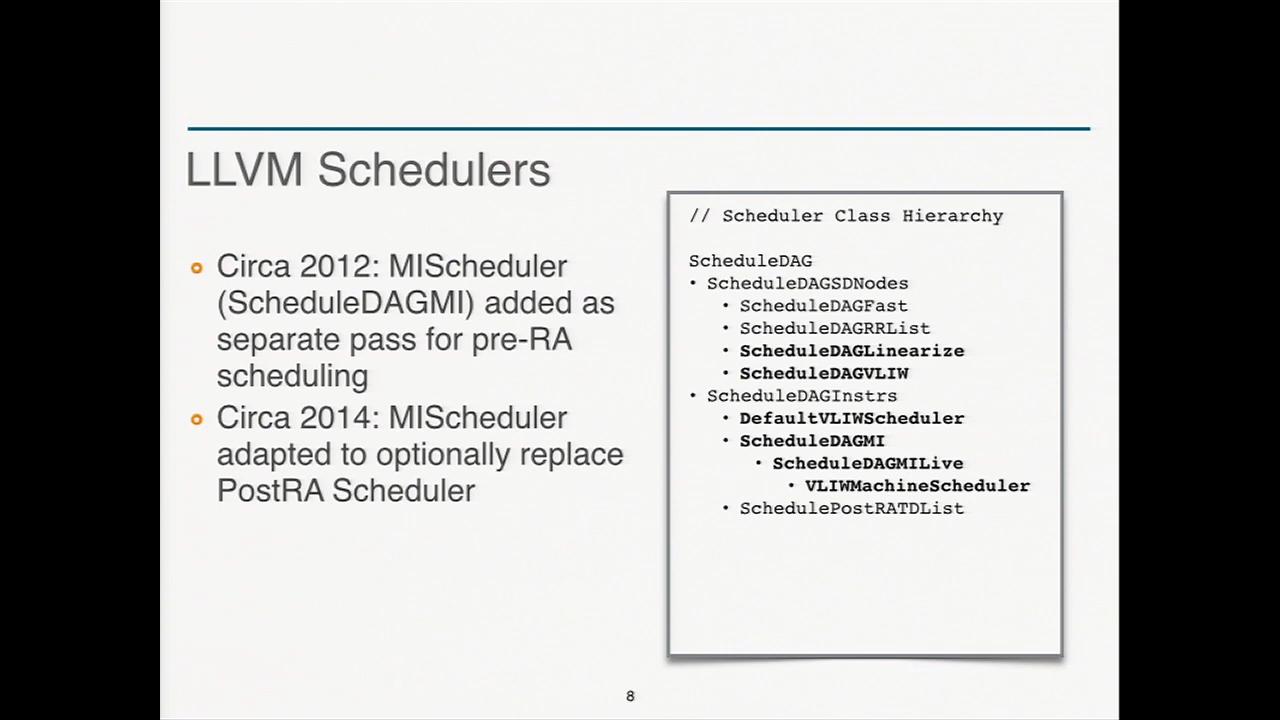 LLVM Schedulers
Circa 2012: MIScheduler
(ScheduleDAGMI) added as
separate pass for pre-RA
scheduling
Circa 2014: MIScheduler
adapted to optionally replace
PostRA Scheduler
// Scheduler Class Hierarchy
ScheduleDAG
• ScheduleDAGSDNodes
• ScheduleDAGFast
• ScheduleDAGRRList
• ScheduleDAGLinearize
• ScheduleDAGVLIW
• ScheduleDAGInstrs
• DefaultVLIWScheduler
• ScheduleDAGMI
• ScheduleDAGMILive
• VLIWMachineScheduler
• SchedulePostRATDList
8